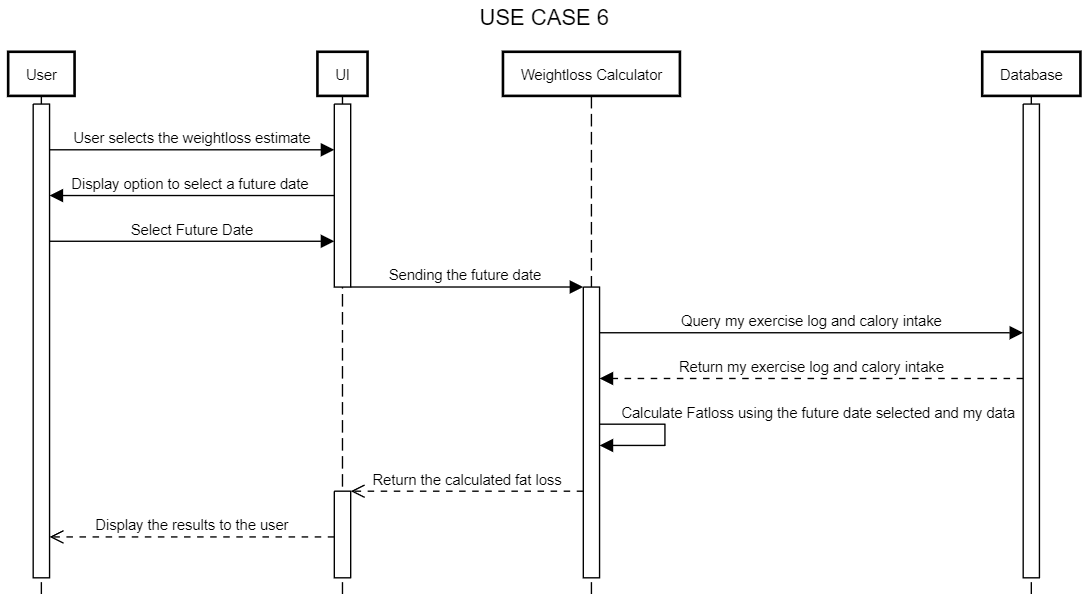 USE CASE 6
User
UI
Weightloss Calculator
Database
User selects the weightloss estimate
Display option to select a future date
Select Future Date
Sending the future date
Query my exercise log and calory intake
Return my exercise log and calory intake
Calculate Fatloss using the future date selected and my data
Return the calculated fat loss
Display the results to the user